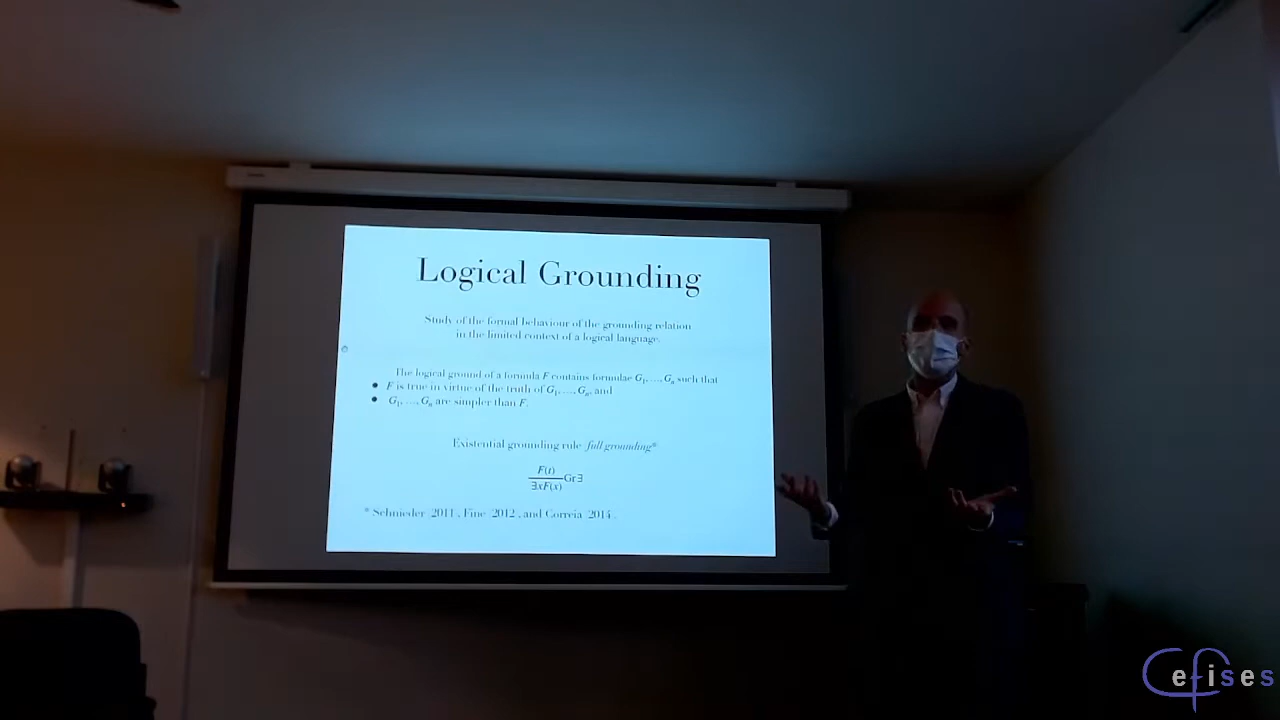 Logical Grounding
Study of the formal behaviour of the grounding relation
in the limited context of a logical language.
The logical ground of a formula F contains formulae G₁, …, Gₙ such that
• F is true in virtue of the truth of G₁, …, Gₙ, and
• G₁, …, Gₙ are simpler than F.
Existential grounding rule full grounding*
F(t)
∃xF(x) Gr∃
* Schnieder 2011, Fine 2012, and Correia 2014.
Cefises